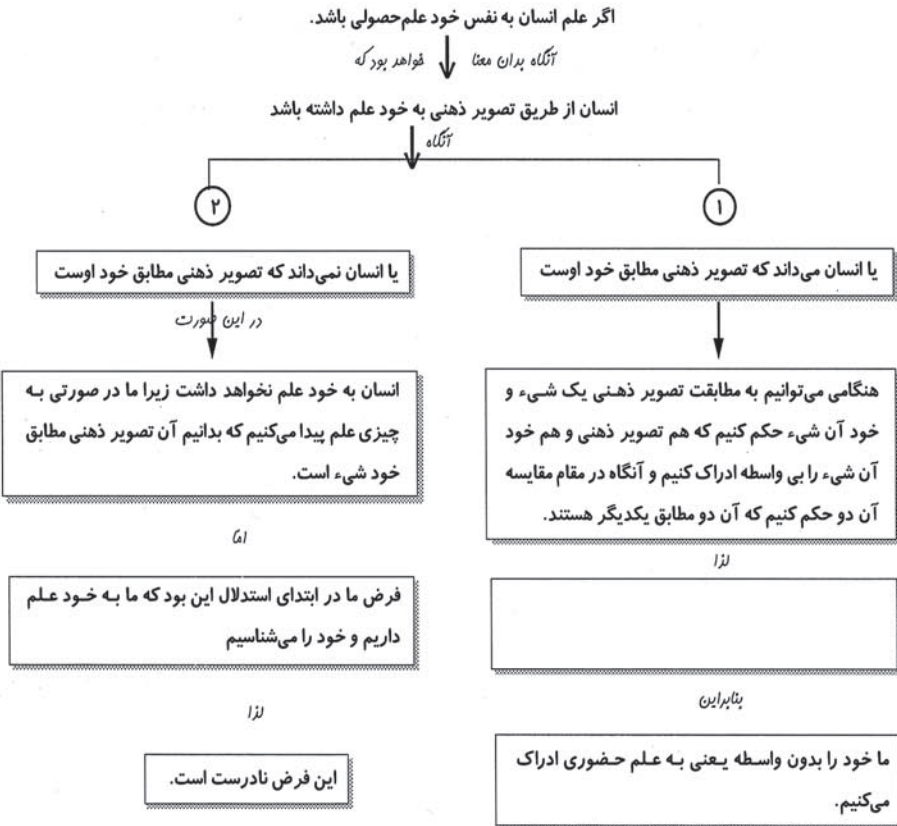 اگر علم انسان به نفس خود علم‌حصولی باشد.
آنگاه بدان معنا خواهد بود که
انسان از طریق تصویر ذهنی به خود علم داشته باشد
آنگاه
۱
۲
یا انسان می‌داند که تصویر ذهنی مطابق خود اوست
یا انسان نمی‌داند که تصویر ذهنی مطابق خود اوست
در این صورت
هنگامی می‌توانیم به مطابقت تصویر ذهنی یک شیء و
خود آن شیء حکم کنیم که هم تصویر ذهنی و هم خود
آن شیء را بی واسطه ادراک کنیم و آنگاه در مقام مقایسه
آن دو حکم کنیم که آن دو مطابق یکدیگر هستند.
انسان به خود علم نخواهد داشت زیرا ما در صورتی به
چیزی علم پیدا می‌کنیم که بدانیم آن تصویر ذهنی مطابق
خود شیء است.
لذا
اما
فرض ما در ابتدای استدلال این بود که ما به خود علم
داریم و خود را می‌شناسیم
بنابراین
لذا
ما خود را بدون واسطه یعنی به علم حضوری ادراک
می‌کنیم.
این فرض نادرست است.